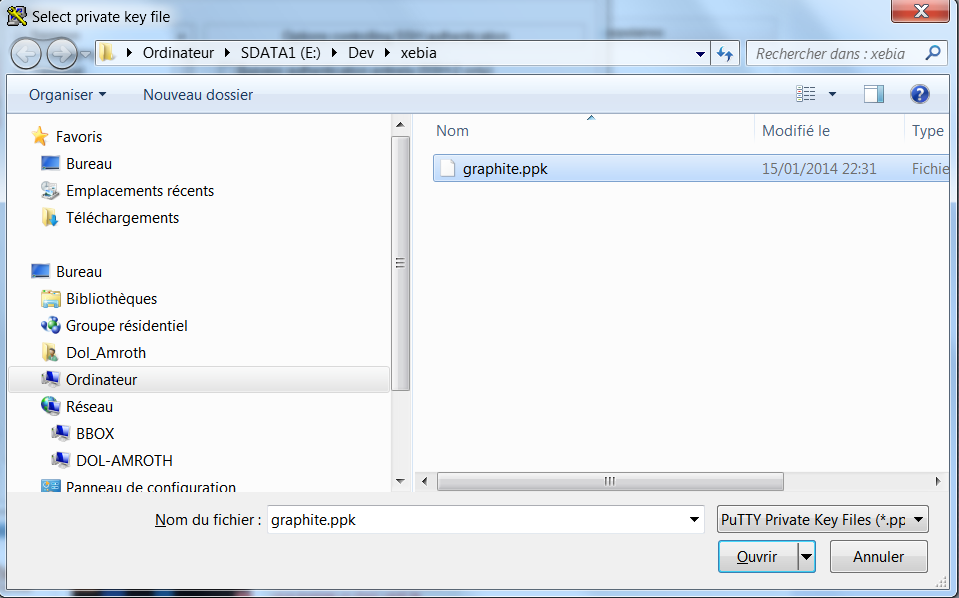 Select private key file
Ordinateur SDATA1 (E:) Dev xebia
Rechercher dans : xebia
Organiser Nouveau dossier
Favoris
Bureau
Emplacements récents
Téléchargements
Bureau
Bibliothèques
Groupe résidentiel
Dol_Amroth
Ordinateur
Réseau
BBOX
DOL-AMROTH
Panneau de configuration
Nom Modifié le Type
graphite.ppk 15/01/2014 22:31 Fichie
Nom du fichier : graphite.ppk
PuTTY Private Key Files (*.pp
Ouvrir Annuler